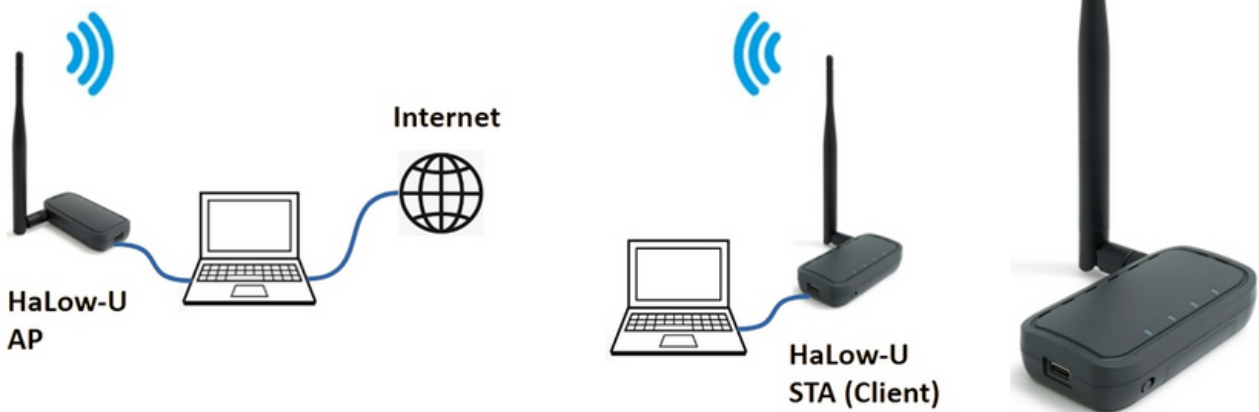 Internet
HaLow-U
AP
HaLow-U
STA (Client)